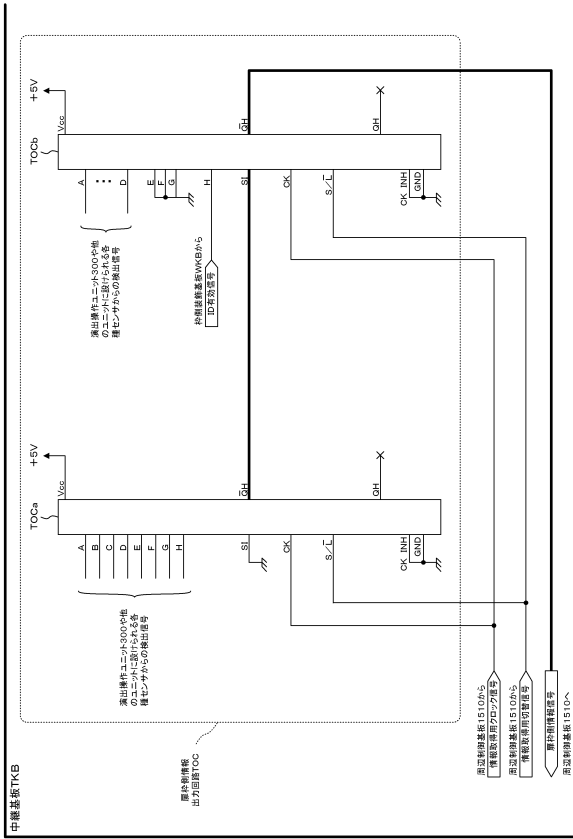 中継基板TKB
扉枠側情報
出力回路TOC
TOCa
+5V
Vcc
A
B
C
D
E
F
G
H
演出操作ユニット300や他
のユニットに設けられる各
種センサからの検出信号
SI
QH
CK
S/L
QH
CK INH
GND
TOCb
+5V
Vcc
A
D
E
F
G
H
演出操作ユニット300や他
のユニットに設けられる各
種センサからの検出信号
枠側装飾基板WKBから
ID有効信号
SI
QH
CK
S/L
QH
CK INH
GND
周辺制御基板1510から
情報取得用クロック信号
周辺制御基板1510から
情報取得用切替信号
扉枠側情報信号
周辺制御基板1510へ